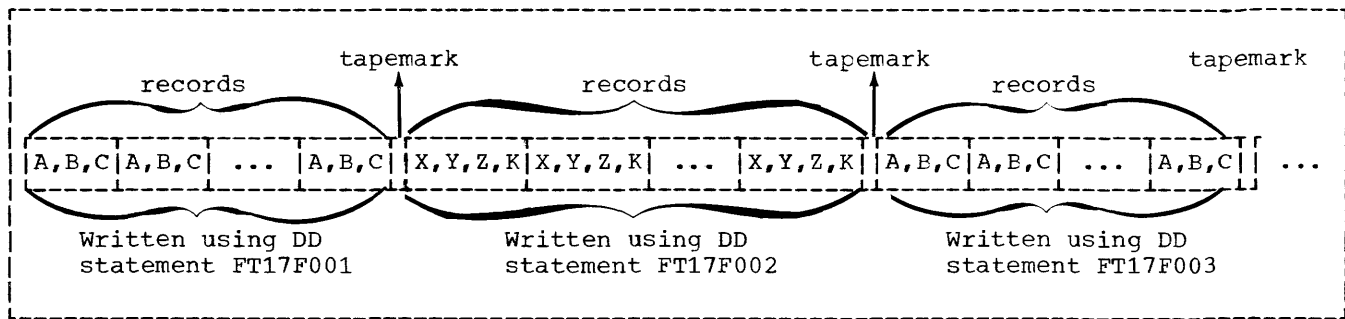 tapemark tapemark tapemark
records records records
A,B,C A,B,C ... A,B,C X,Y,Z,K X,Y,Z,K ... X,Y,Z,K A,B,C A,B,C ... A,B,C ...
Written using DD
statement FT17F001
Written using DD
statement FT17F002
Written using DD
statement FT17F003